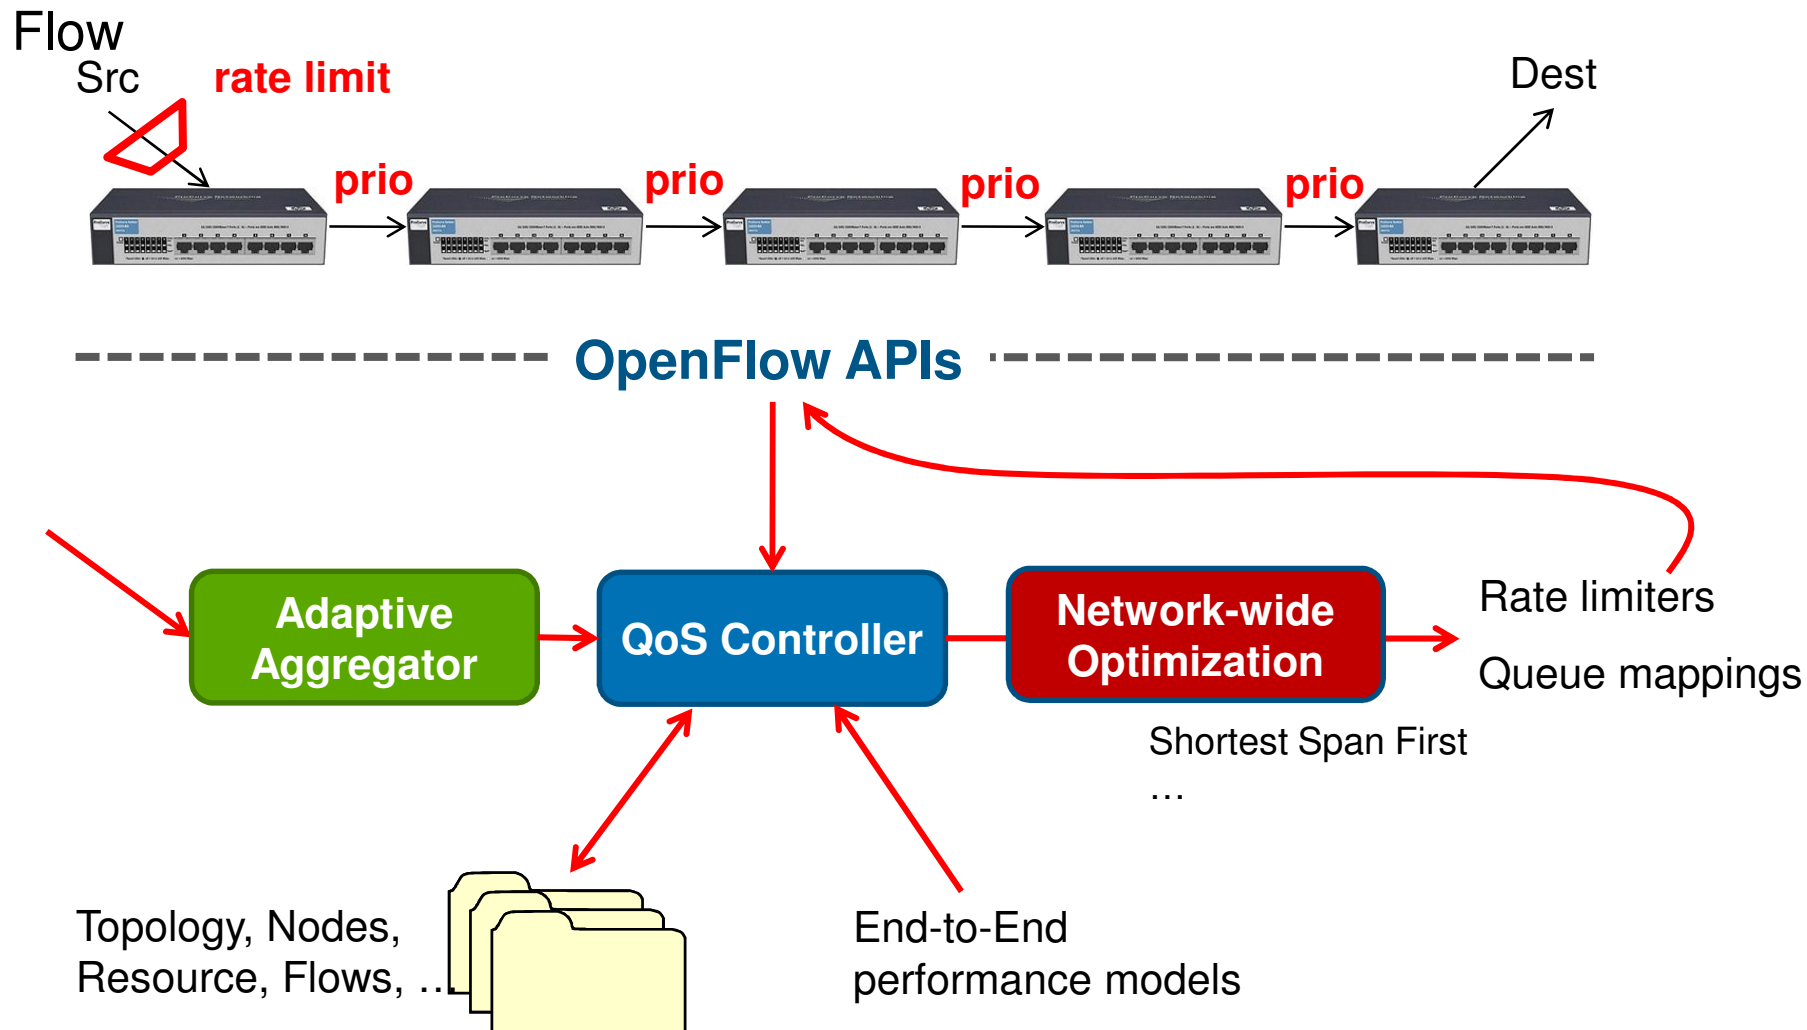 Flow
Src
rate limit
Dest
prio
prio
prio
prio
OpenFlow APIs
Adaptive
Aggregator
QoS Controller
Network-wide
Optimization
Rate limiters
Queue mappings
Shortest Span First
…
Topology, Nodes,
Resource, Flows, …
End-to-End
performance models